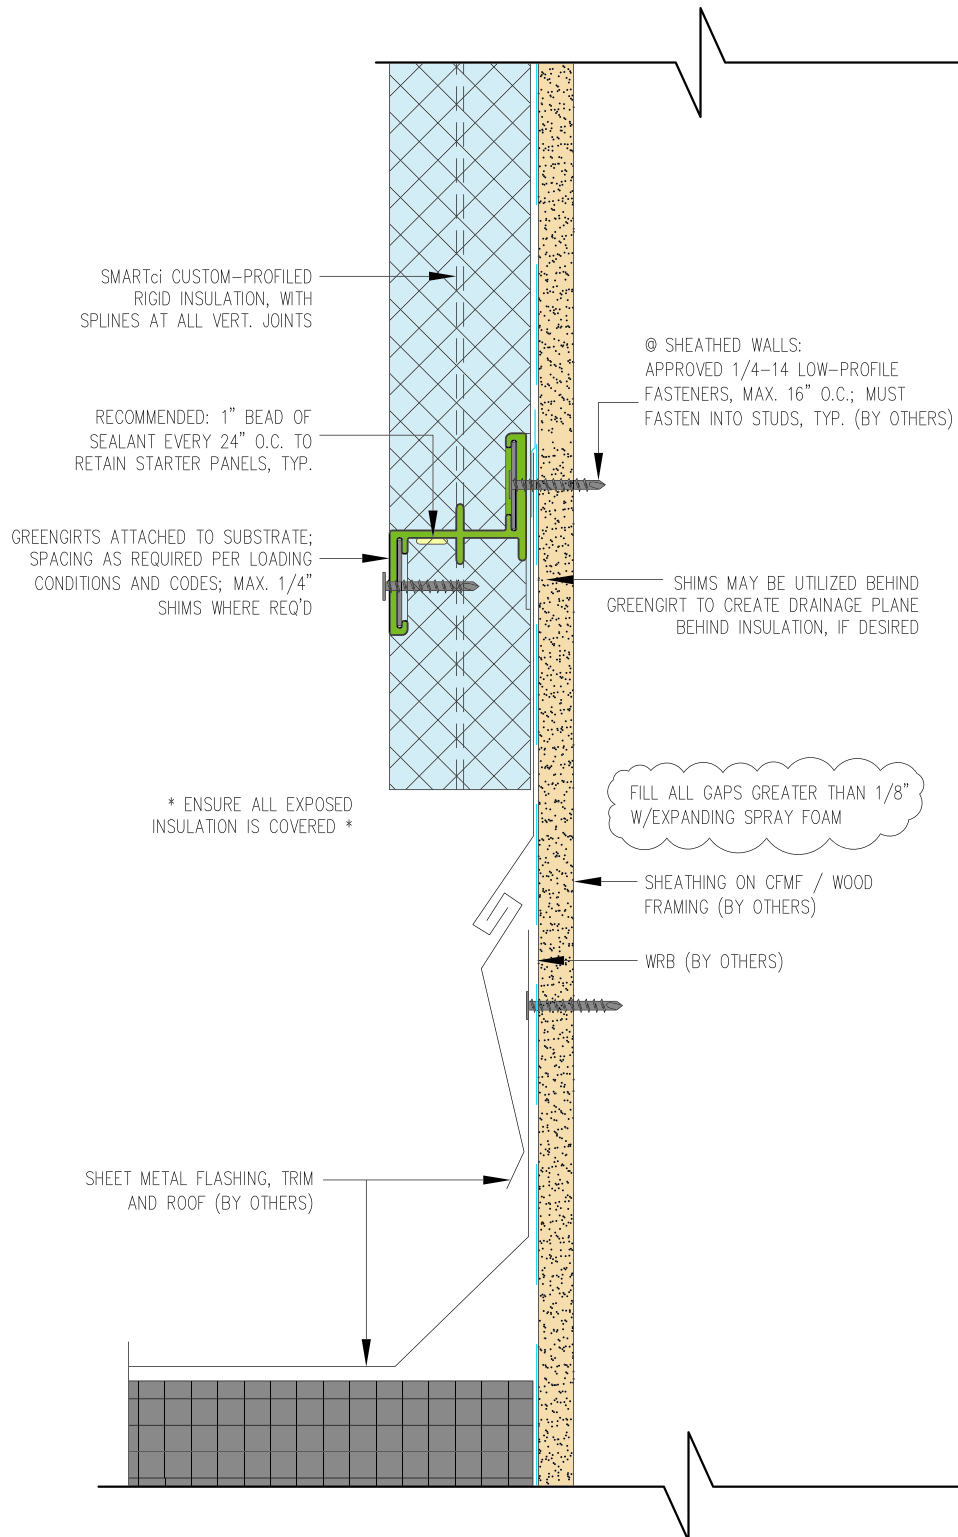 SMARTci CUSTOM-PROFILED
RIGID INSULATION, WITH
SPLINES AT ALL VERT. JOINTS
@ SHEATHED WALLS:
APPROVED 1/4-14 LOW-PROFILE
FASTENERS, MAX. 16" O.C.; MUST
FASTEN INTO STUDS, TYP. (BY OTHERS)
RECOMMENDED: 1" BEAD OF
SEALANT EVERY 24" O.C. TO
RETAIN STARTER PANELS, TYP.
GREENGIRTS ATTACHED TO SUBSTRATE;
SPACING AS REQUIRED PER LOADING
CONDITIONS AND CODES; MAX. 1/4"
SHIMS WHERE REQ'D
SHIMS MAY BE UTILIZED BEHIND
GREENGIRT TO CREATE DRAINAGE PLANE
BEHIND INSULATION, IF DESIRED
* ENSURE ALL EXPOSED
INSULATION IS COVERED *
FILL ALL GAPS GREATER THAN 1/8"
W/EXPANDING SPRAY FOAM
SHEATHING ON CFMF / WOOD
FRAMING (BY OTHERS)
WRB (BY OTHERS)
SHEET METAL FLASHING, TRIM
AND ROOF (BY OTHERS)